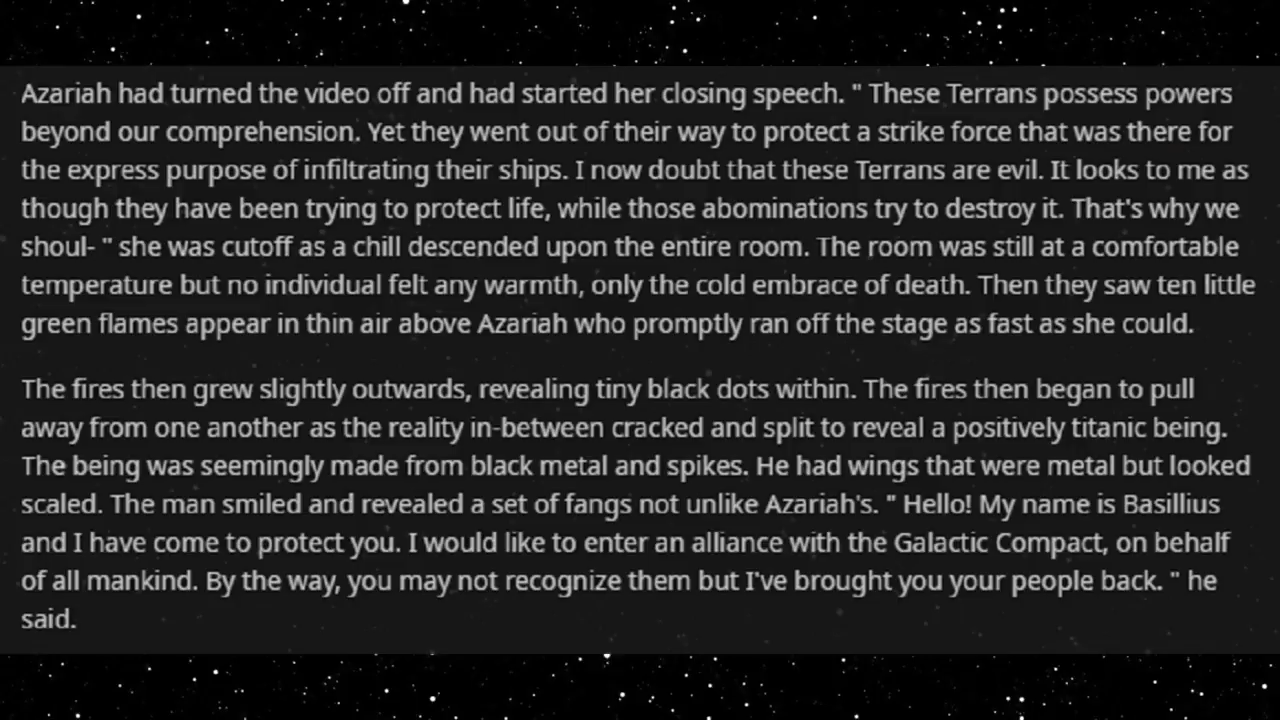 Azariah had turned the video off and had started her closing speech. " These Terrans possess powers
beyond our comprehension. Yet they went out of their way to protect a strike force that was there for
the express purpose of infiltrating their ships. I now doubt that these Terrans are evil. It looks to me as
though they have been trying to protect life, while those abominations try to destroy it. That's why we
shoul- " she was cutoff as a chill descended upon the entire room. The room was still at a comfortable
temperature but no individual felt any warmth, only the cold embrace of death. Then they saw ten little
green flames appear in thin air above Azariah who promptly ran off the stage as fast as she could.
The fires then grew slightly outwards, revealing tiny black dots within. The fires then began to pull
away from one another as the reality in-between cracked and split to reveal a positively titanic being.
The being was seemingly made from black metal and spikes. He had wings that were metal but looked
scaled. The man smiled and revealed a set of fangs not unlike Azariah's. " Hello! My name is Basillius
and I have come to protect you. I would like to enter an alliance with the Galactic Compact, on behalf
of all mankind. By the way, you may not recognize them but I've brought you your people back. " he
said.